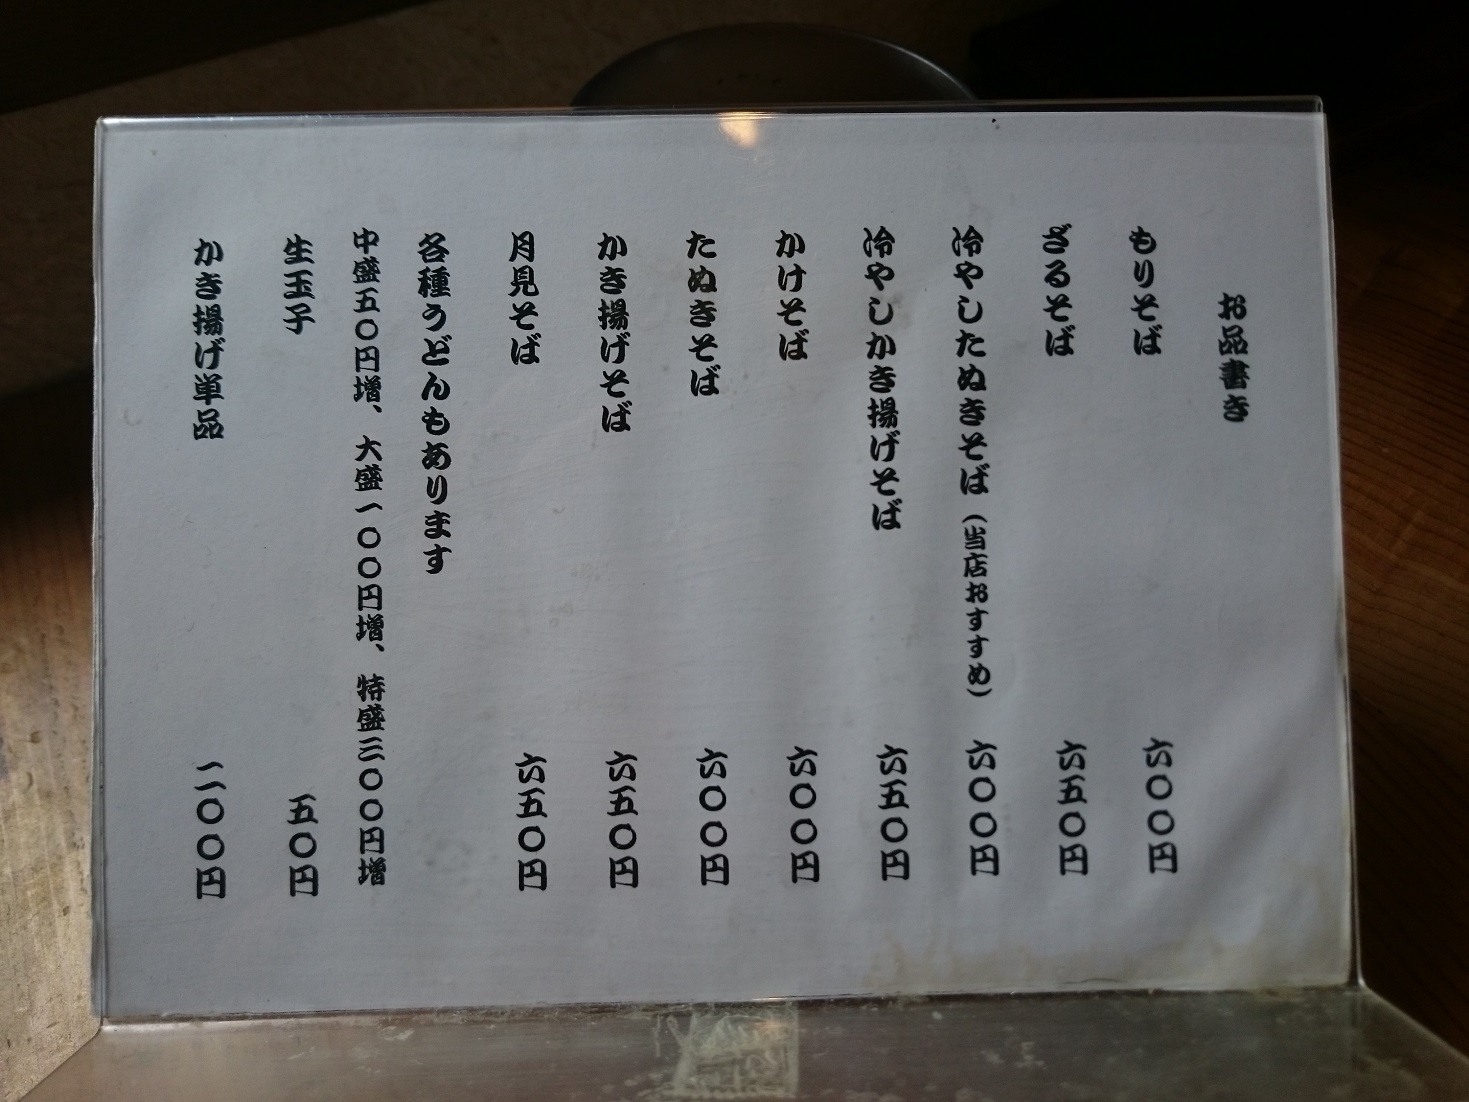 お品書き
もりそば 六〇〇円
ざるそば 六五〇円
冷やしたぬきそば（当店おすすめ） 六〇〇円
冷やしかき揚げそば 六五〇円
かけそば 六〇〇円
たぬきそば 六〇〇円
かき揚げそば 六五〇円
月見そば 六五〇円
各種うどんもあります
中盛五〇円増、大盛一〇〇円増、特盛三〇〇円増
生玉子 五〇円
かき揚げ単品 二〇〇円